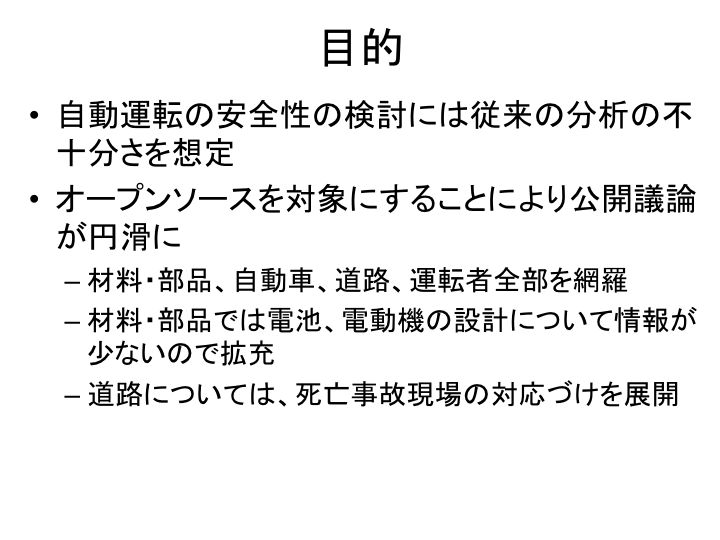 目的
• 自動運転の安全性の検討には従来の分析の不
十分さを想定
• オープンソースを対象にすることにより公開議論
が円滑に
– 材料・部品、自動車、道路、運転者全部を網羅
– 材料・部品では電池、電動機の設計について情報が
少ないので拡充
– 道路については、死亡事故現場の対応づけを展開